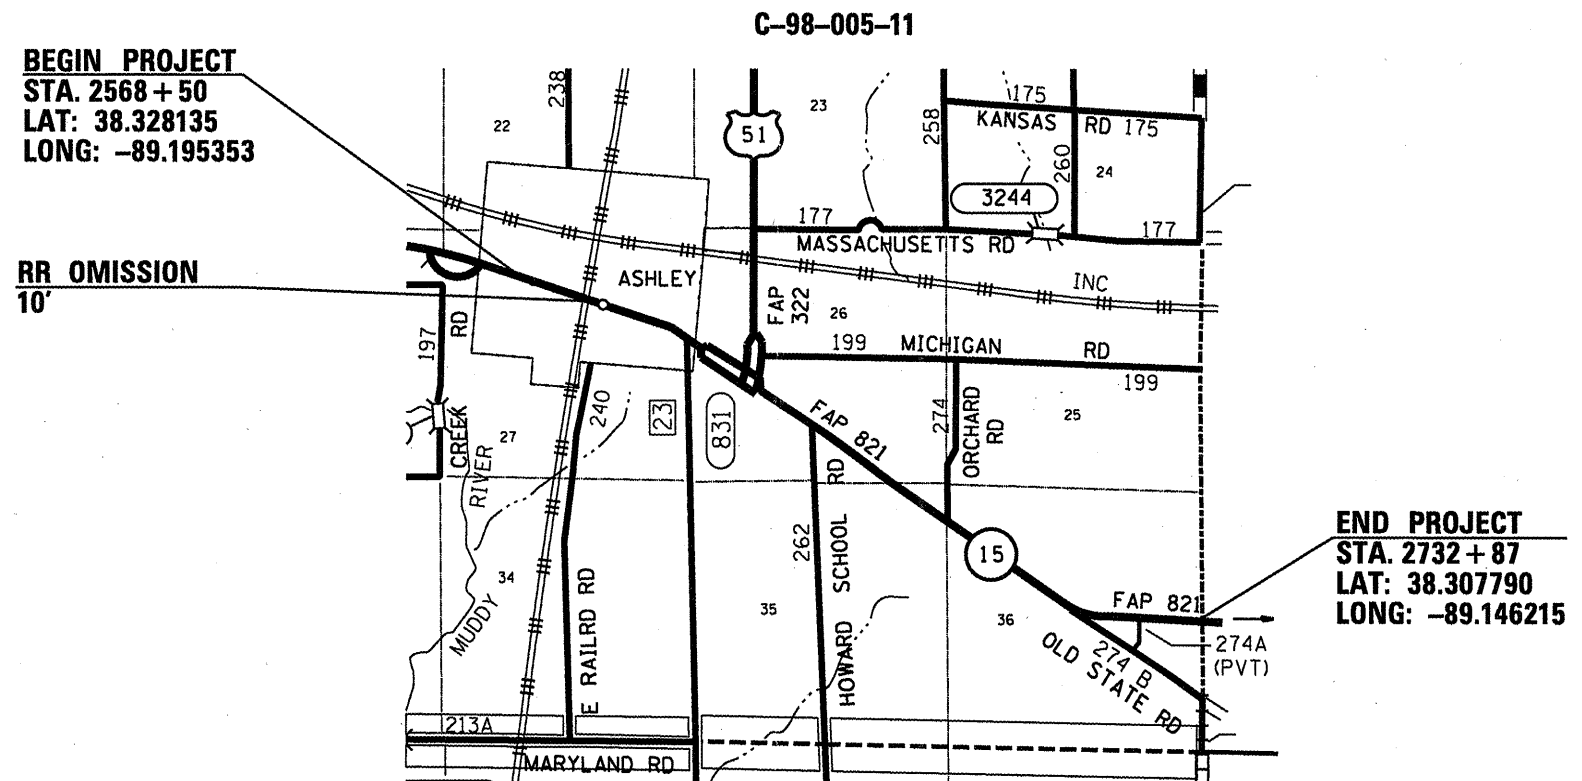 C-98-005-11
BEGIN PROJECT
STA. 2568+50
LAT: 38.328135
LONG: -89.195353
RR OMISSION
10'
238
22
23
51
258
175
KANSAS RD 175
260
24
3244
177
177
MASSACHUSETTS RD
ASHLEY
INC
FAP
322
26
199
MICHIGAN RD
199
197
RD
CREEK
RIVER
MUDDY
27
240
23
831
FAP 821
274
ORCHARD
RD
25
262
HOWARD SCHOOL RD
15
34
E RAILRD RD
35
36
FAP 821
274A
(PVT)
274 B
OLD STATE RD
213A
MARYLAND RD
END PROJECT
STA. 2732+87
LAT: 38.307790
LONG: -89.146215